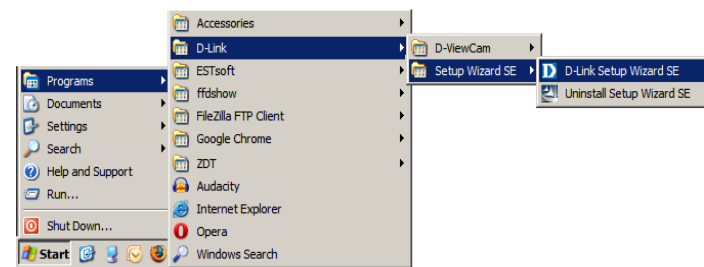 Programs
Documents
Settings
Search
Help and Support
Run...
Shut Down...
Start
Accessories
D-Link
ESTsoft
ffdshow
FileZilla FTP Client
Google Chrome
ZDT
Audacity
Internet Explorer
Opera
Windows Search
D-ViewCam
Setup Wizard SE
D-Link Setup Wizard SE
Uninstall Setup Wizard SE